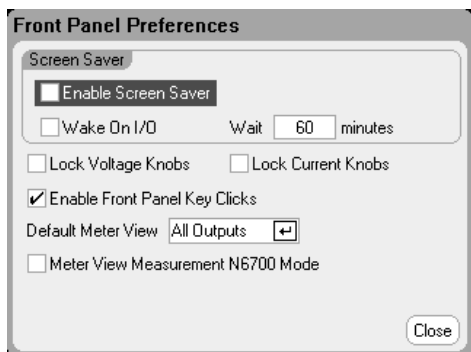 Front Panel Preferences
Screen Saver
Enable Screen Saver
Wake On I/O Wait 60 minutes
Lock Voltage Knobs Lock Current Knobs
Enable Front Panel Key Clicks
Default Meter View All Outputs
Meter View Measurement N6700 Mode
Close